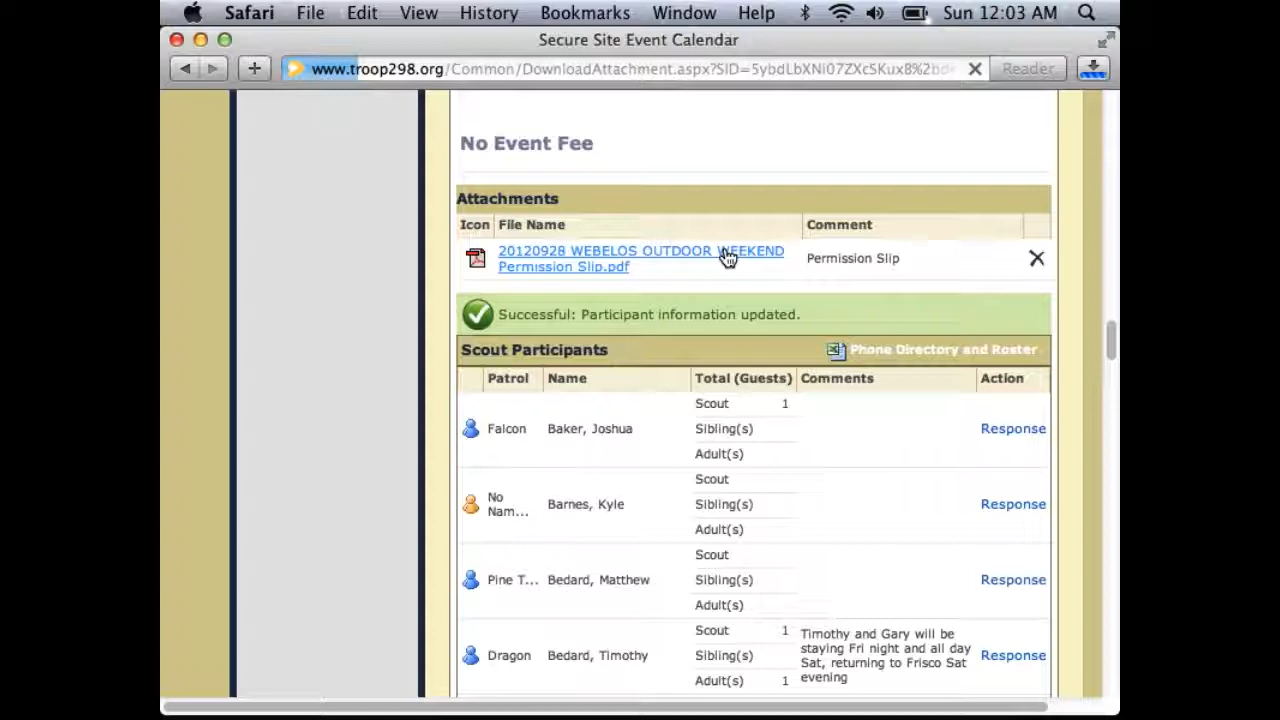 Safari File Edit View History Bookmarks Window Help Sun 12:03 AM
Secure Site Event Calendar
www.troop298.org/Common/DownloadAttachment.aspx?SID= Reader
No Event Fee
Attachments
Icon File Name Comment
20120928 WEBELOS OUTDOOR WEEKEND
Permission Slip.pdf
Permission Slip
Successful: Participant information updated.
Scout Participants Phone Directory and Roster
Patrol Name Total (Guests) Comments Action
Scout 1
Falcon Baker, Joshua Sibling(s) Response
Adult(s)
Scout
No
Nam... Barnes, Kyle Sibling(s) Response
Adult(s)
Scout
Pine T... Bedard, Matthew Sibling(s) Response
Adult(s)
Scout 1
Dragon Bedard, Timothy Sibling(s) Response
Adult(s) 1
Timothy and Gary will be
staying Fri night and all day
Sat, returning to Frisco Sat
evening